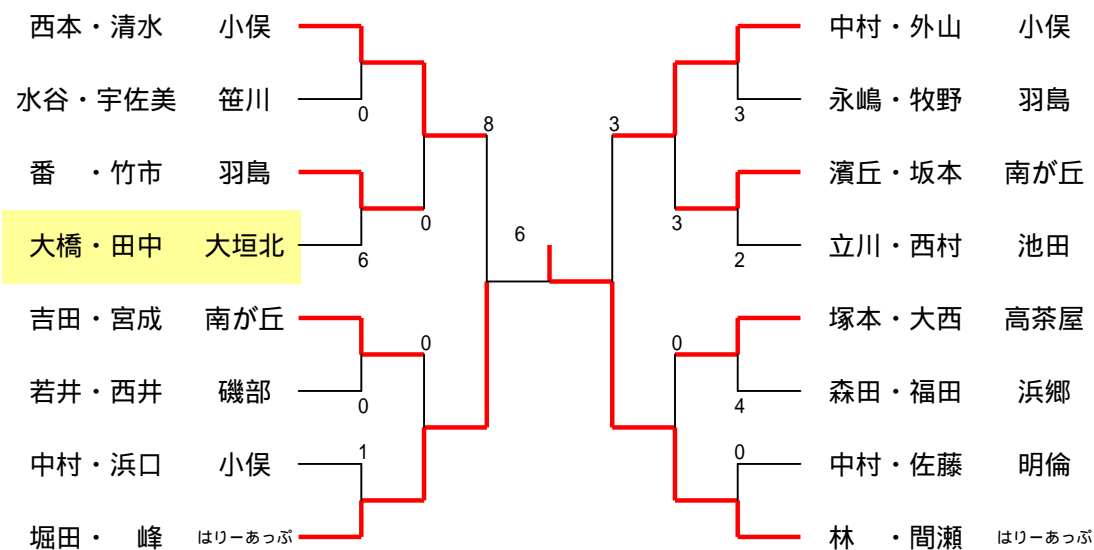 西本・清水 小俣
水谷・宇佐美 笹川
番 ・竹市 羽島
大橋・田中 大垣北
吉田・宮成 南が丘
若井・西井 磯部
中村・浜口 小俣
堀田・ 峰 はりーあっぷ
0
6
0
1
8
0
0
6
3
3
0
3
2
4
0
中村・外山 小俣
永嶋・牧野 羽島
濱丘・坂本 南が丘
立川・西村 池田
塚本・大西 高茶屋
森田・福田 浜郷
中村・佐藤 明倫
林 ・間瀬 はりーあっぷ